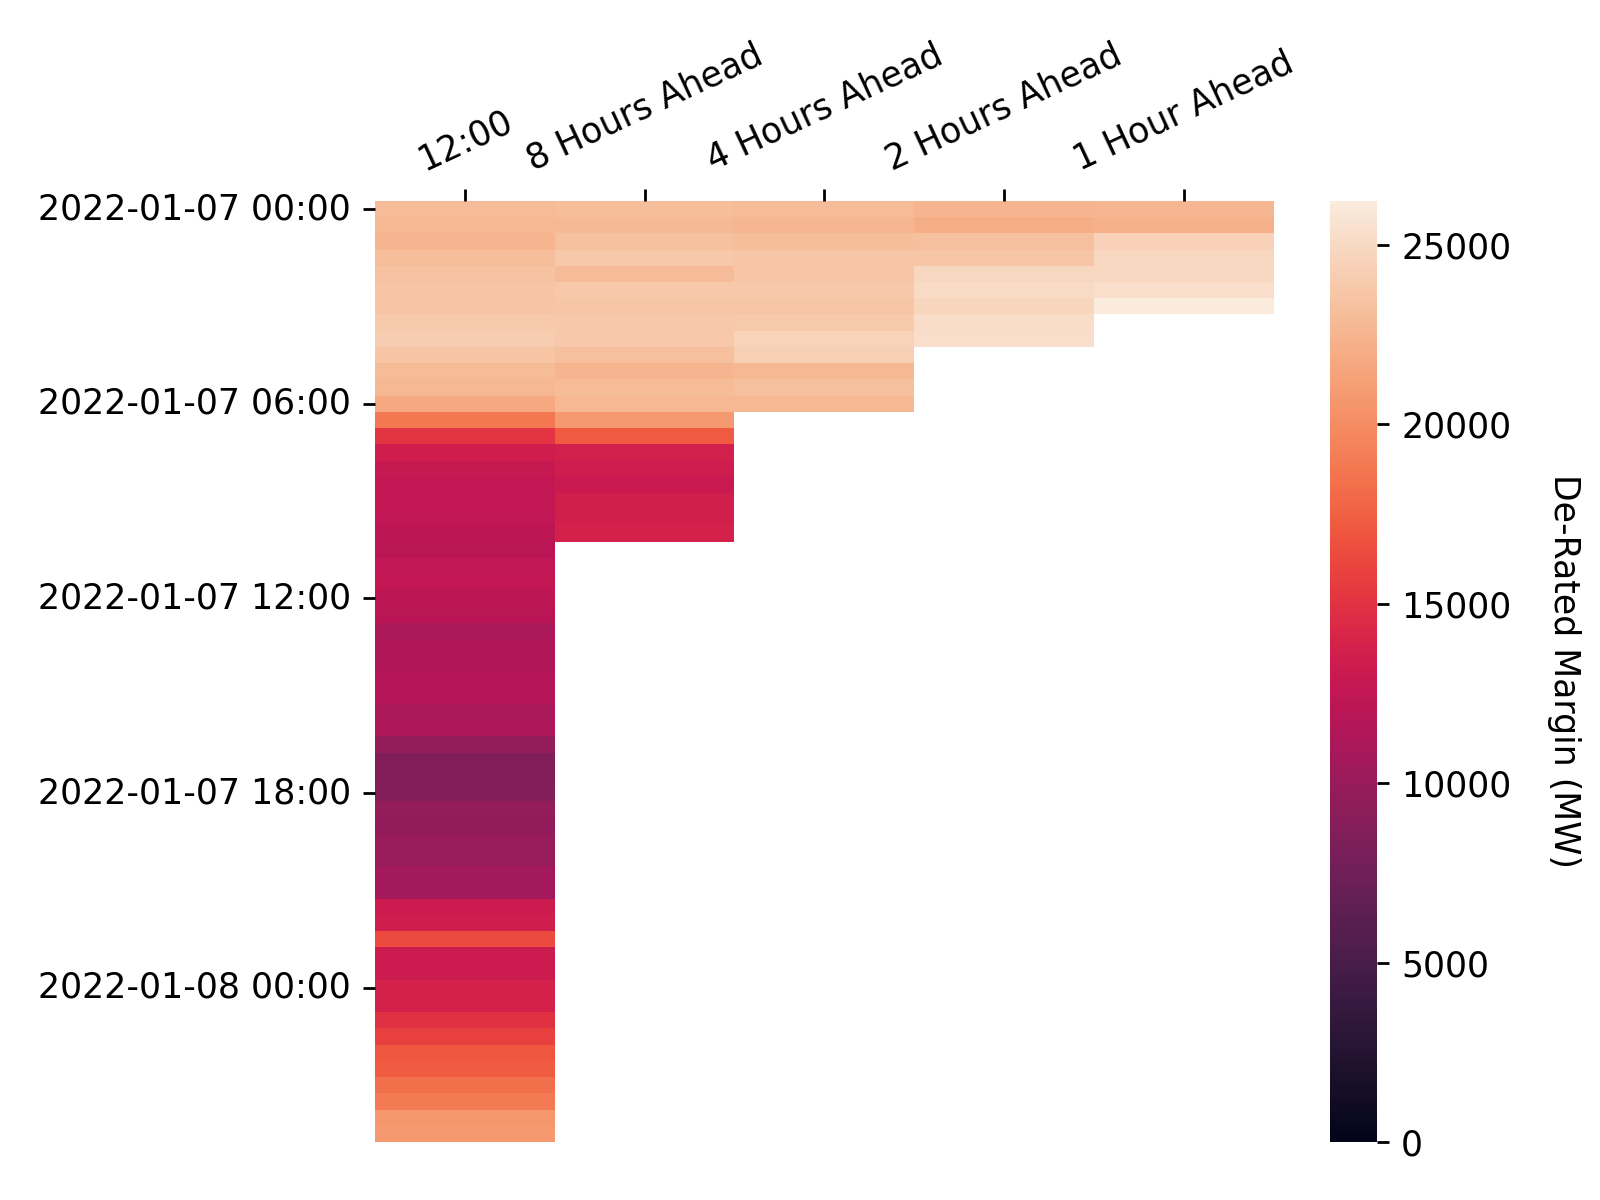 12:00
8 Hours Ahead
4 Hours Ahead
2 Hours Ahead
1 Hour Ahead
2022-01-07 00:00
2022-01-07 06:00
2022-01-07 12:00
2022-01-07 18:00
2022-01-08 00:00
25000
20000
15000
10000
5000
0
De-Rated Margin (MW)